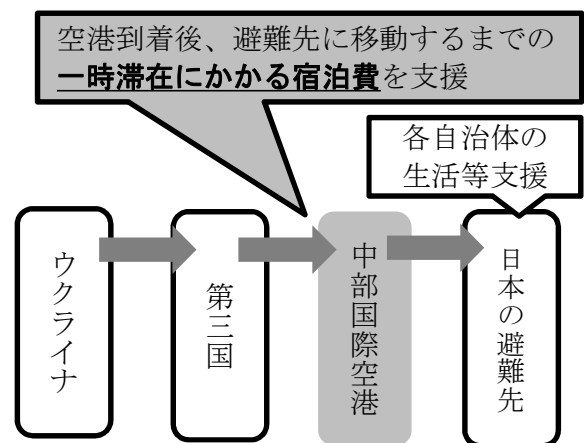 空港到着後、避難先に移動するまでの
一時滞在にかかる宿泊費を支援
各自治体の
生活等支援
ウクライナ
第三国
中部国際空港
日本の避難先